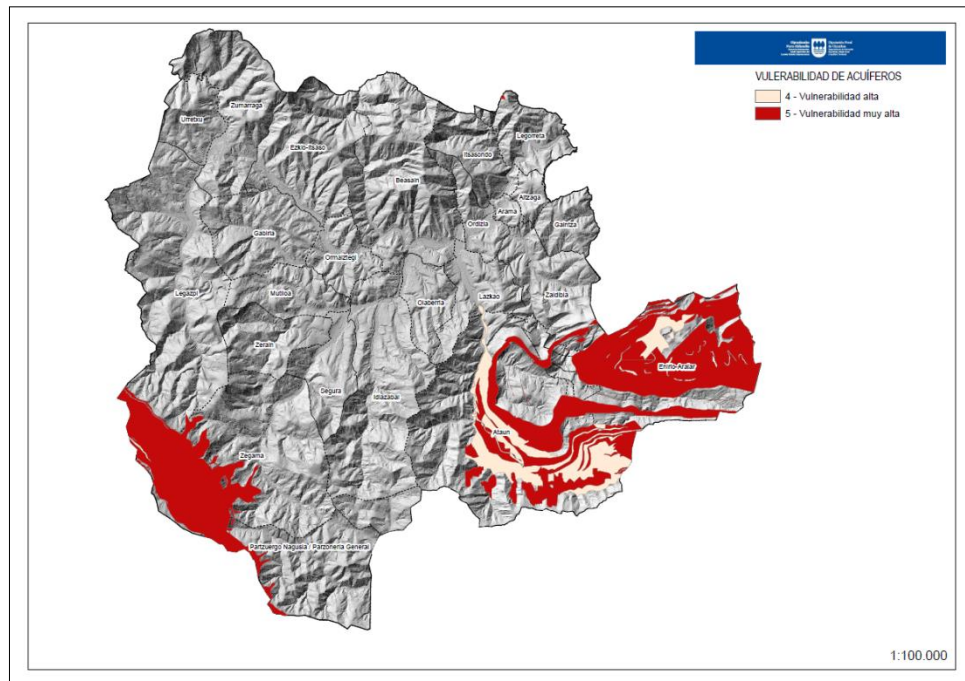 VULERABILIDAD DE ACUÍFEROS
4 - Vulnerabilidad alta
5 - Vulnerabilidad muy alta
Zumarraga
Urretxu
Ezkio-Itsaso
Legorreta
Itsasondo
Beasain
Altzaga
Arama
Ordizia
Gaintza
Gabiria
Ormaiztegi
Legazpi
Mutiloa
Olaberria
Lazkao
Zaldibia
Zerain
Enirio-Aralar
Segura
Idiazabal
Ataun
Zegama
Partzuergo Nagusia / Parzonería General
1:100.000